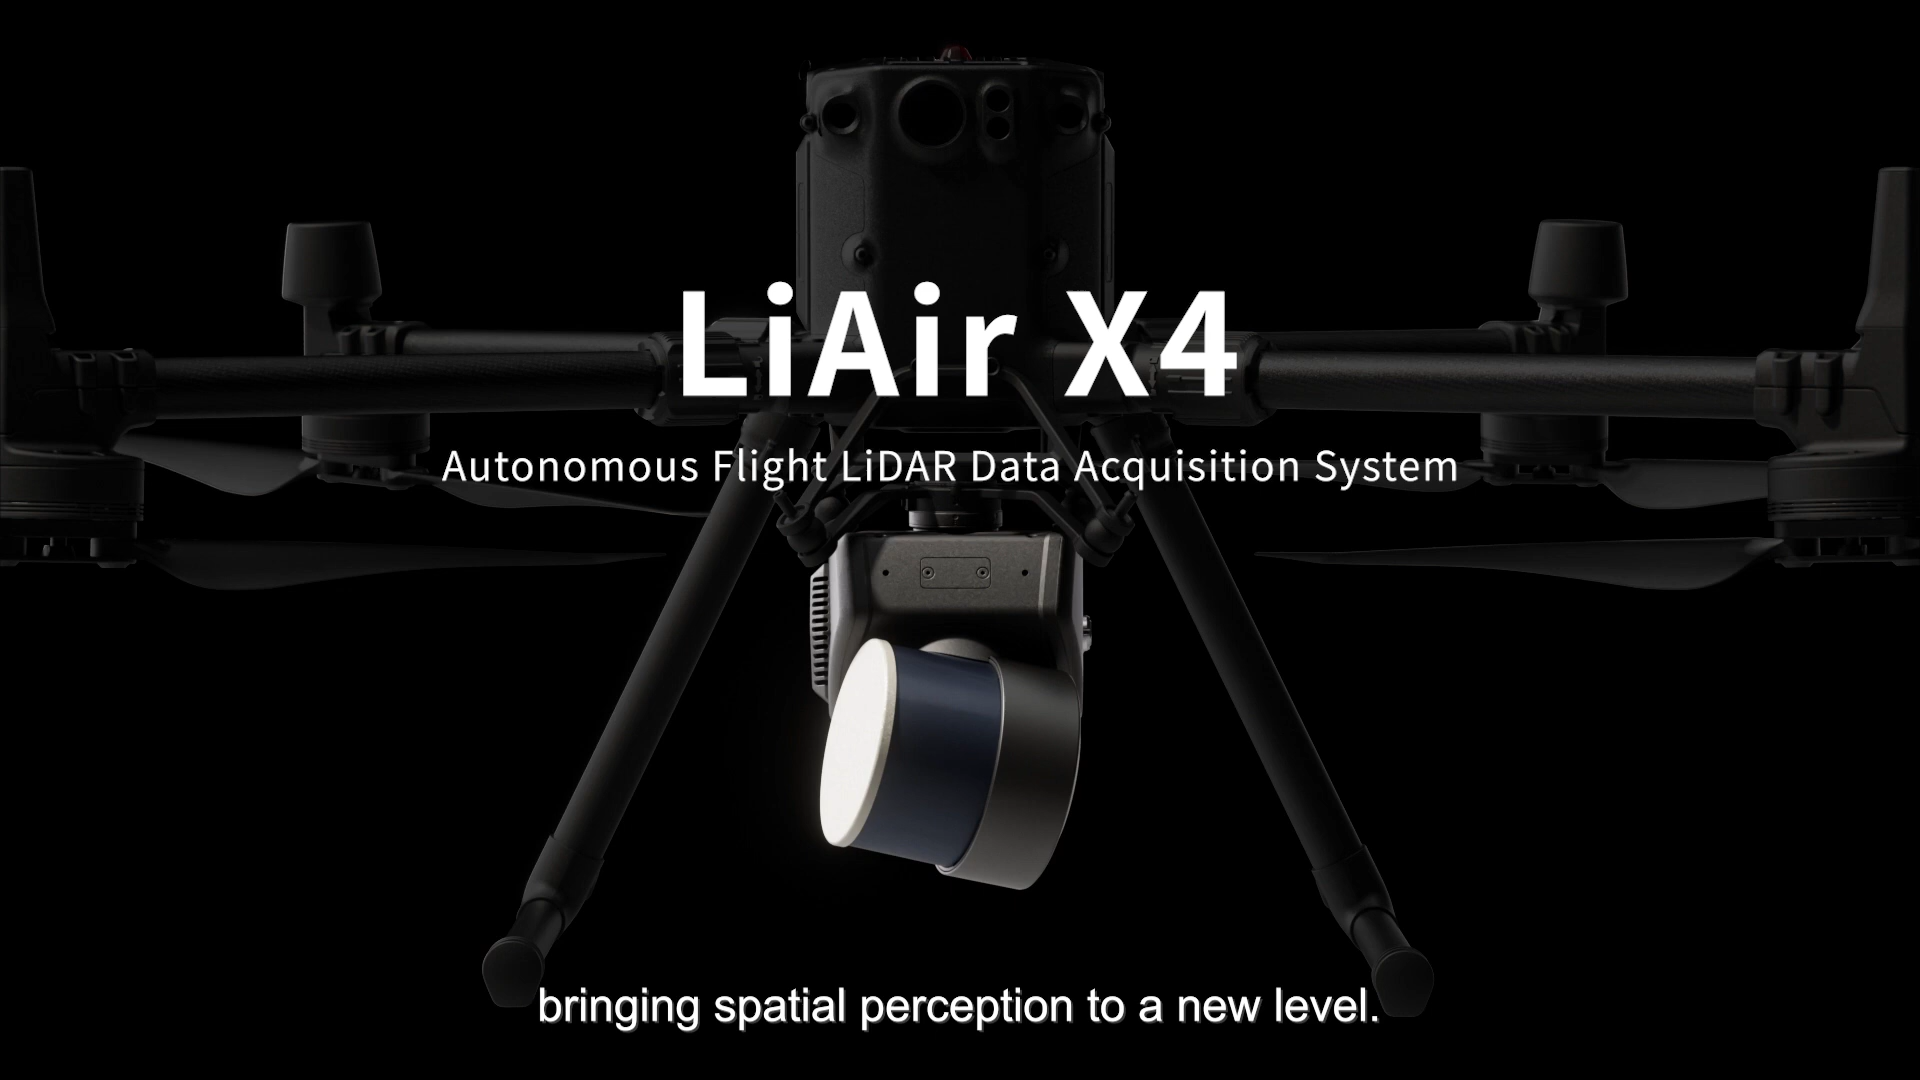 LiAir X4
Autonomous Flight LiDAR Data Acquisition System
bringing spatial perception to a new level.